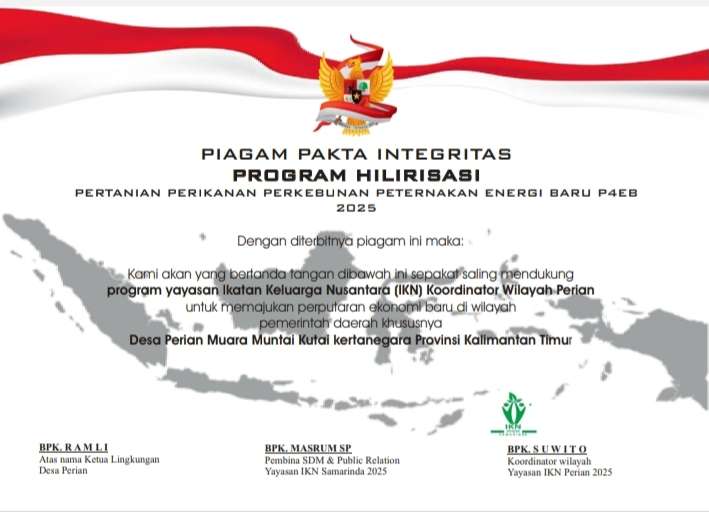 PIAGAM PAKTA INTEGRITAS
PROGRAM HILIRISASI
PERTANIAN PERIKANAN PERKEBUNAN PETERNAKAN ENERGI BARU P4EB
2025
Dengan diterbitnya piagam ini maka:
Kami akan yang bertanda tangan dibawah ini sepakat saling mendukung
program yayasan Ikatan Keluarga Nusantara (IKN) Koordinator Wilayah Perian
untuk memajukan perputaran ekonomi baru di wilayah
pemerintah daerah khususnya
Desa Perian Muara Muntai Kutai kertanegara Provinsi Kalimantan Timur
IKN
BPK. R A M L I
Atas nama Ketua Lingkungan
Desa Perian
BPK. MASRUM SP
Pembina SDM & Public Relation
Yayasan IKN Samarinda 2025
BPK. S U W I T O
Koordinator wilayah
Yayasan IKN Perian 2025